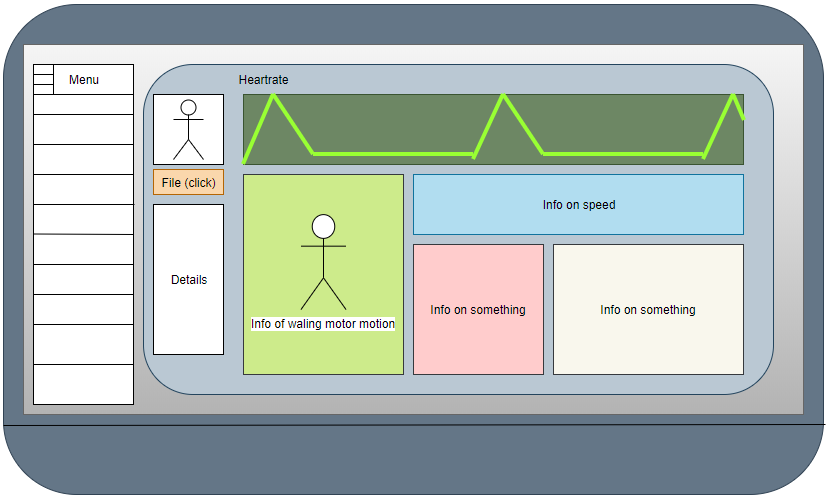 Menu
Heartrate
File (click)
Details
Info of waling motor motion
Info on speed
Info on something
Info on something